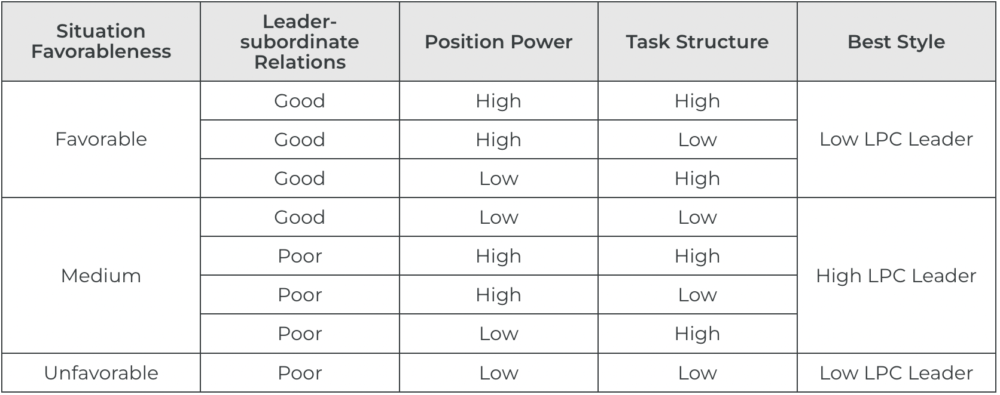 Situation
Favorableness
Leader-
subordinate
Relations
Position Power
Task Structure
Best Style
Favorable
Good
High
High
Low LPC Leader
Good
High
Low
Good
Low
High
Medium
Good
Low
Low
High LPC Leader
Poor
High
High
Poor
High
Low
Poor
Low
High
Unfavorable
Poor
Low
Low
Low LPC Leader